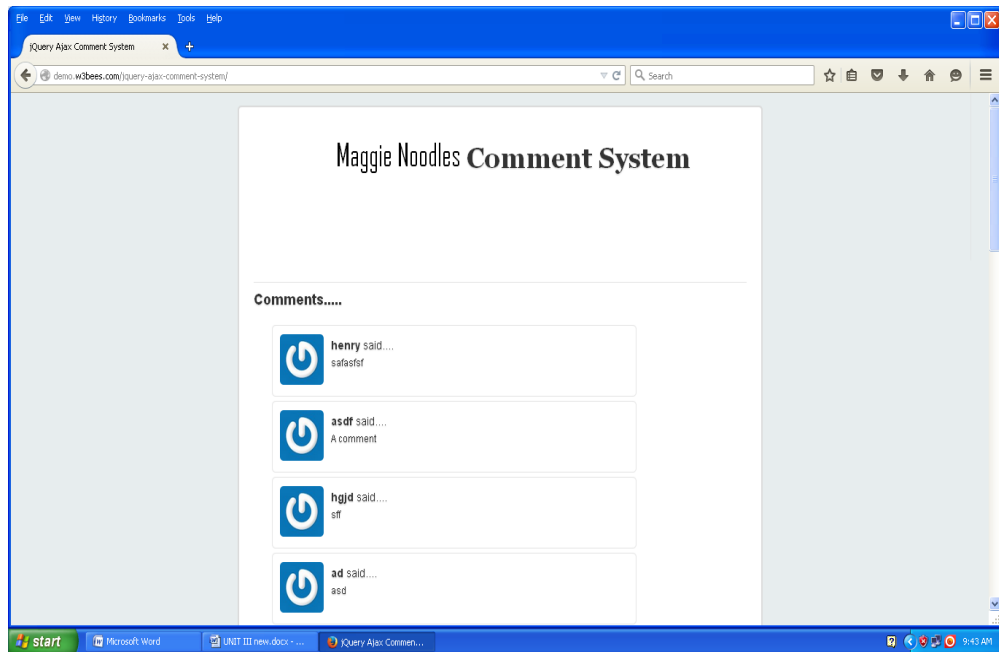 File Edit View History Bookmarks Tools Help
jQuery Ajax Comment System
demo.w3bees.com/jquery-ajax-comment-system/
Search
Maggie Noodles Comment System
Comments.....
henry said....
safasfsf
asdf said....
A comment
hgjd said....
sff
ad said....
asd
start
Microsoft Word
UNIT III new.docx - ...
jQuery Ajax Commen...
9:43 AM